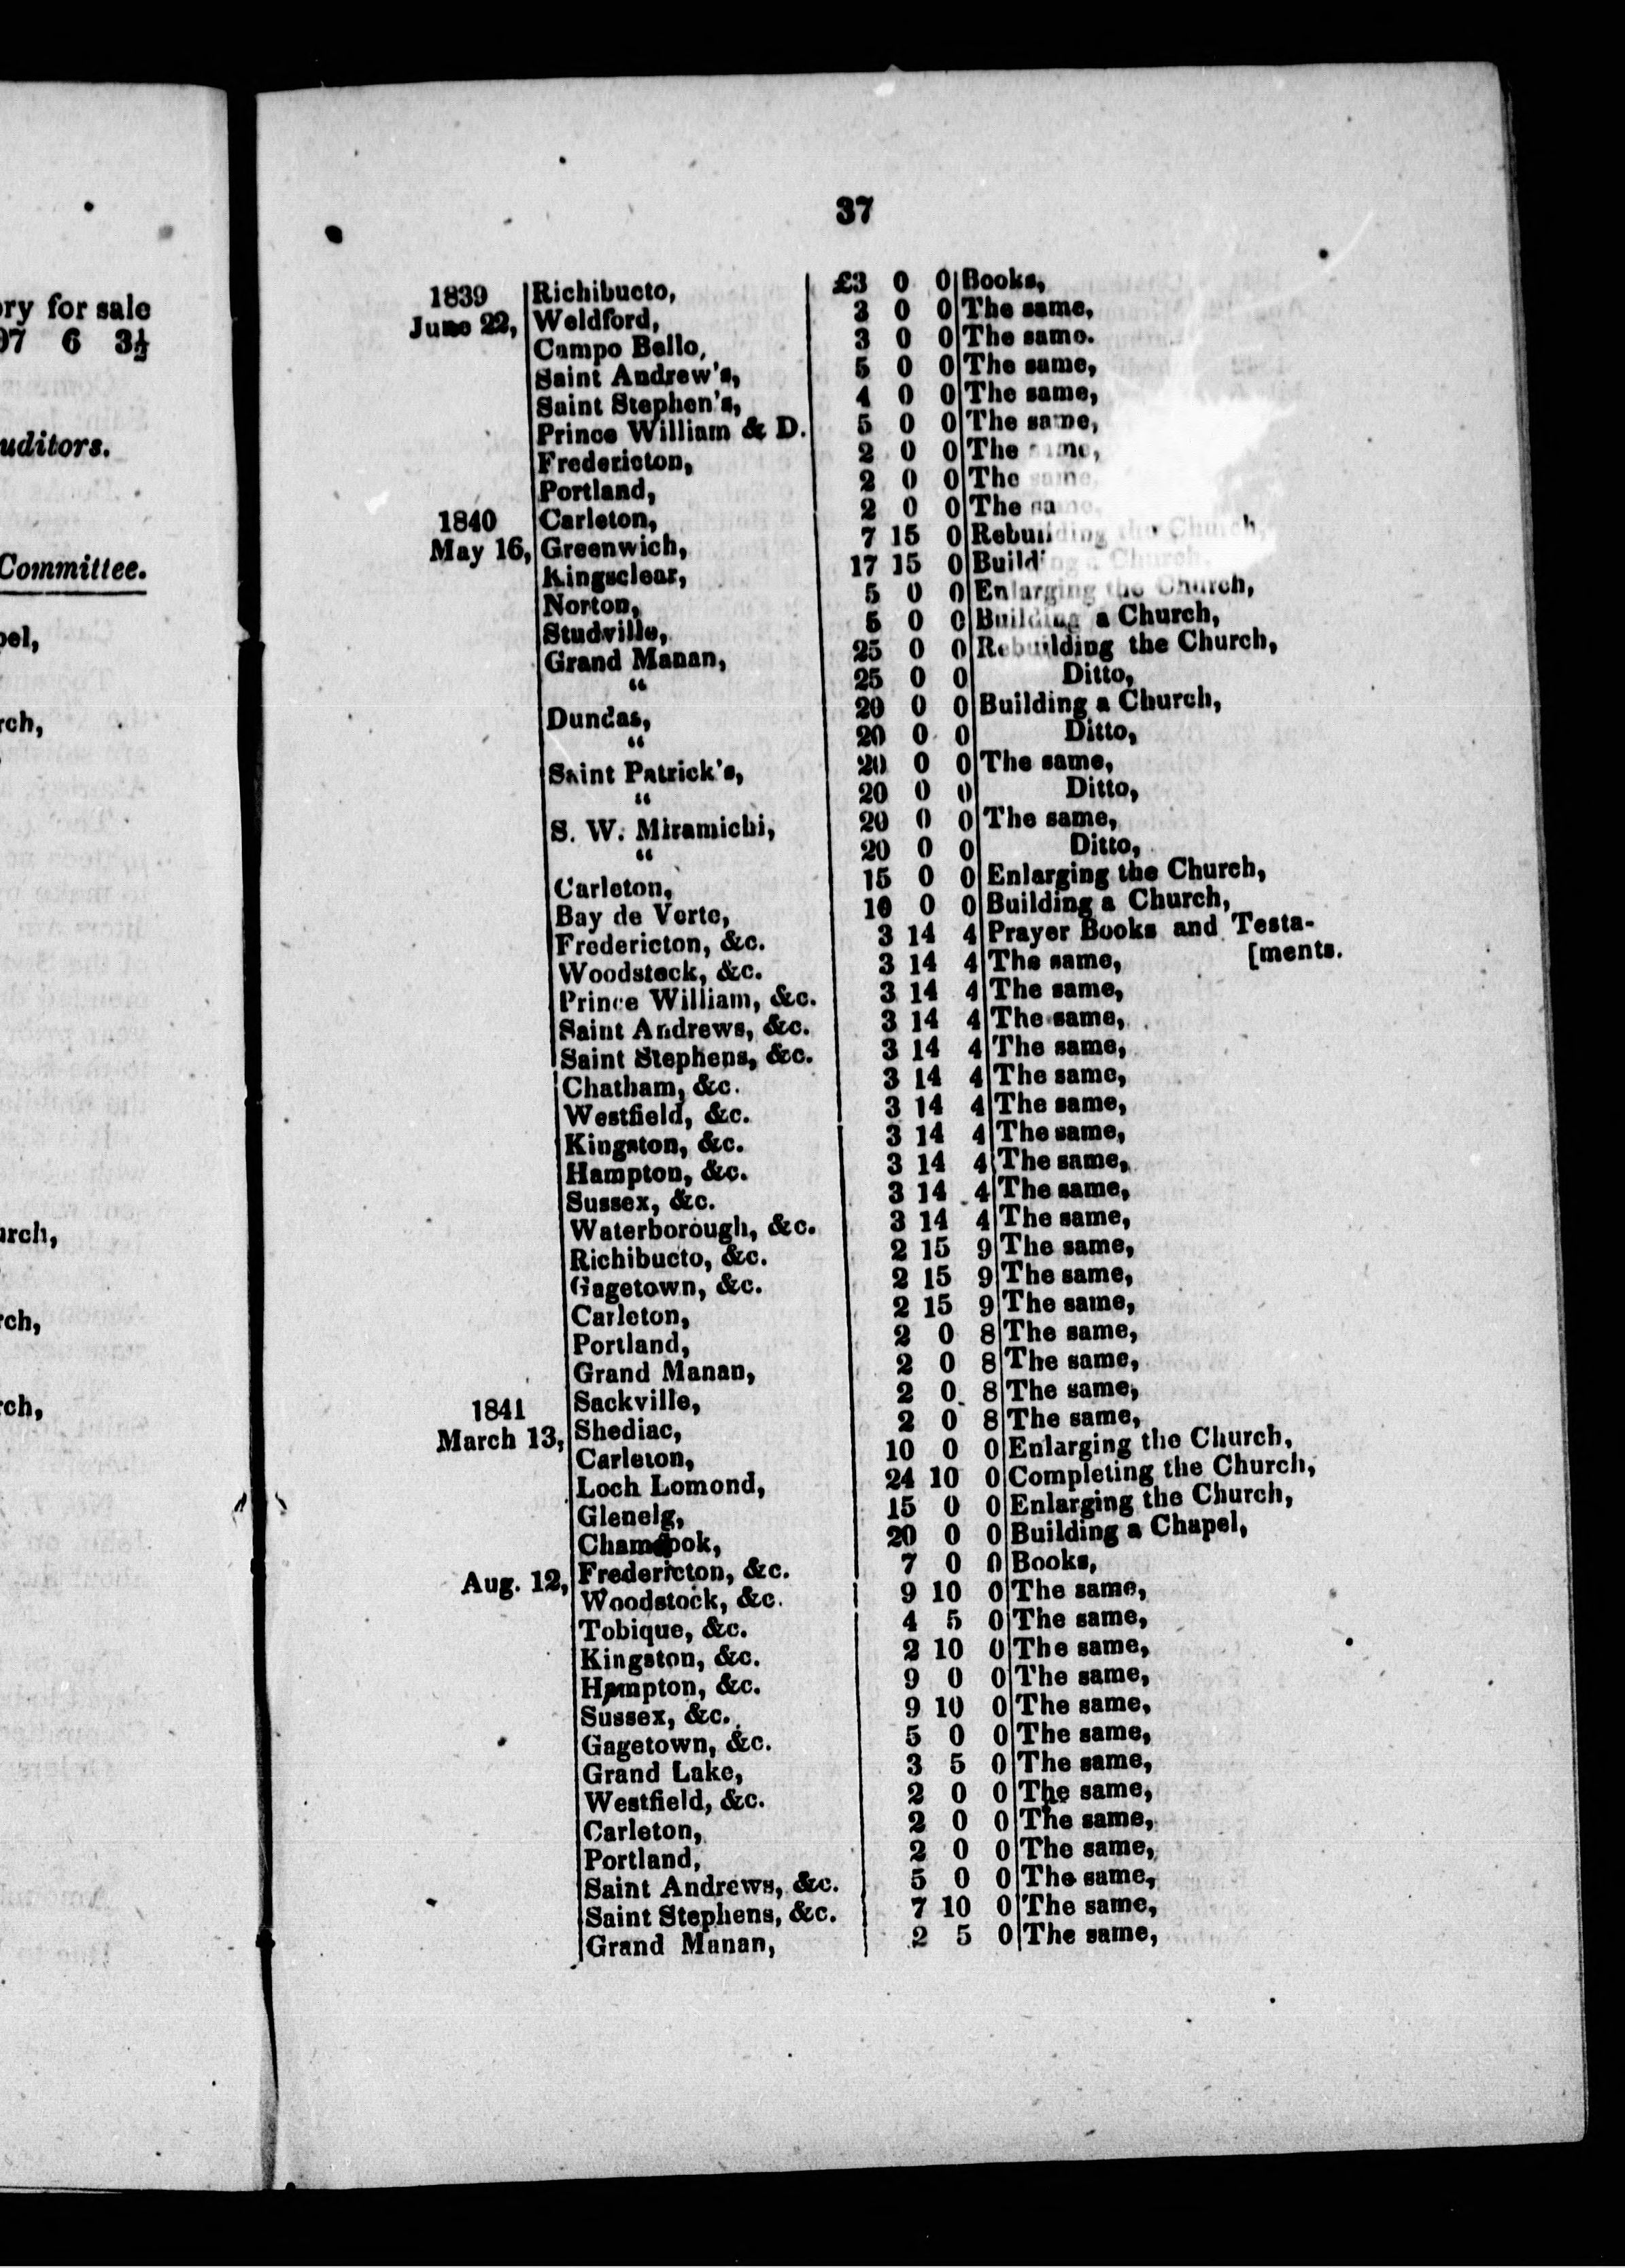 ry for sale
97 6 3½
uditors.
Committee.
pel,
rch,
urch,
rch,
rch,
37
1839 Richibucto, £3 0 0 Books,
June 22, Weldford, 3 0 0 The same,
Campo Bello, 3 0 0 The same.
Saint Andrew's, 5 0 0 The same,
Saint Stephen's, 4 0 0 The same,
Prince William & D. 5 0 0 The same,
Fredericton, 2 0 0 The same,
Portland, 2 0 0 The same,
1840 Carleton, 2 0 0 The same,
May 16, Greenwich, 7 15 0 Rebuilding the Church,
Kingsclear, 17 15 0 Building a Church,
Norton, 5 0 0 Enlarging the Church,
Studville, 5 0 0 Building a Church,
Grand Manan, 25 0 0 Rebuilding the Church,
" 25 0 0 Ditto,
Dundas, 20 0 0 Building a Church,
" 20 0 0 Ditto,
Saint Patrick's, 20 0 0 The same,
" 20 0 0 Ditto,
S. W. Miramichi, 20 0 0 The same,
" 20 0 0 Ditto,
Carleton, 15 0 0 Enlarging the Church,
Bay de Verte, 10 0 0 Building a Church,
Fredericton, &c. 3 14 4 Prayer Books and Testa-
Woodstock, &c. 3 14 4 The same, [ments.
Prince William, &c. 3 14 4 The same,
Saint Andrews, &c. 3 14 4 The same,
Saint Stephens, &c. 3 14 4 The same,
Chatham, &c. 3 14 4 The same,
Westfield, &c. 3 14 4 The same,
Kingston, &c. 3 14 4 The same,
Hampton, &c. 3 14 4 The same,
Sussex, &c. 3 14 4 The same,
Waterborough, &c. 3 14 4 The same,
Richibucto, &c. 2 15 9 The same,
Gagetown, &c. 2 15 9 The same,
Carleton, 2 15 9 The same,
Portland, 2 0 8 The same,
Grand Manan, 2 0 8 The same,
1841 Sackville, 2 0 8 The same,
March 13, Shediac, 2 0 8 The same,
Carleton, 10 0 0 Enlarging the Church,
Loch Lomond, 24 10 0 Completing the Church,
Glenelg, 15 0 0 Enlarging the Church,
Chamcook, 20 0 0 Building a Chapel,
Aug. 12, Fredericton, &c. 7 0 0 Books,
Woodstock, &c. 9 10 0 The same,
Tobique, &c. 4 5 0 The same,
Kingston, &c. 2 10 0 The same,
Hampton, &c. 9 0 0 The same,
Sussex, &c. 9 10 0 The same,
Gagetown, &c. 5 0 0 The same,
Grand Lake, 3 5 0 The same,
Westfield, &c. 2 0 0 The same,
Carleton, 2 0 0 The same,
Portland, 2 0 0 The same,
Saint Andrews, &c. 5 0 0 The same,
Saint Stephens, &c. 7 10 0 The same,
Grand Manan, 2 5 0 The same,